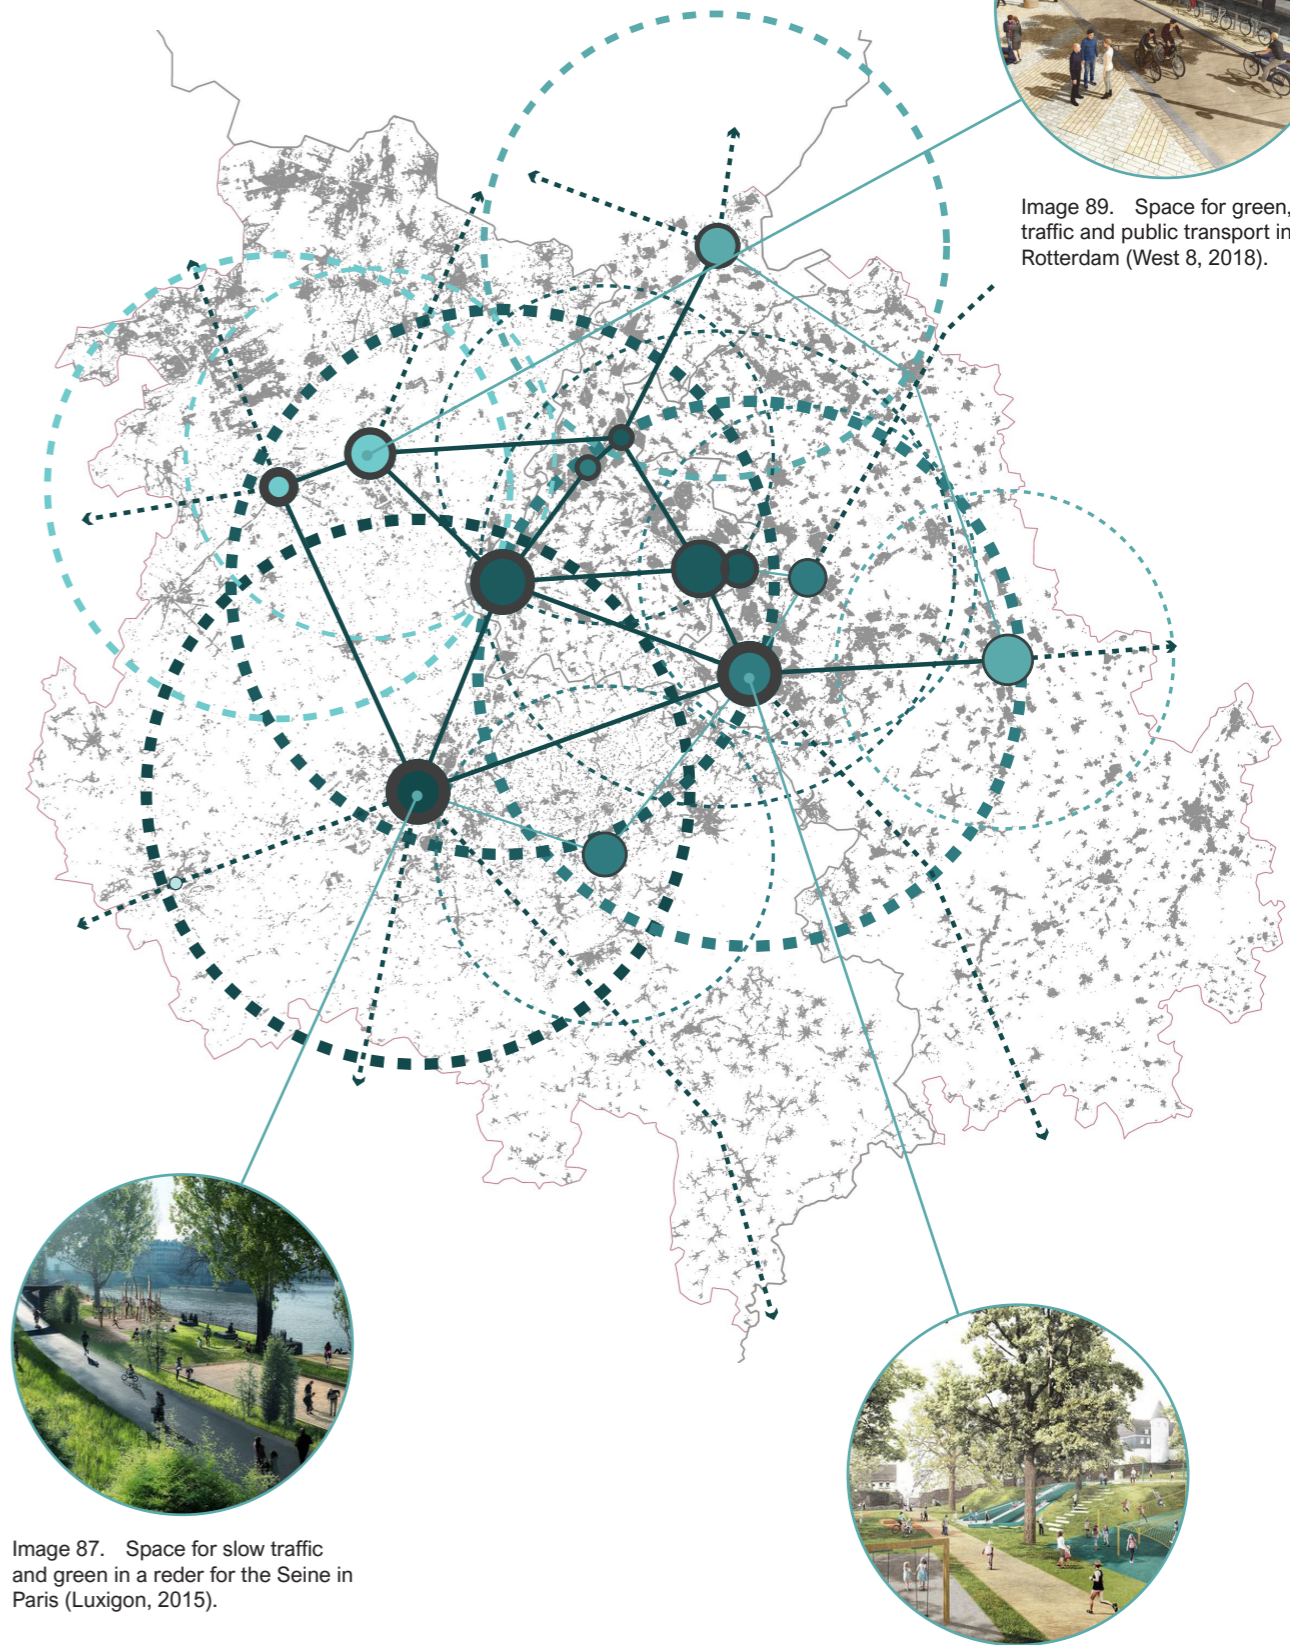 Image 89. Space for green,
traffic and public transport in
Rotterdam (West 8, 2018).
Image 87. Space for slow traffic
and green in a reder for the Seine in
Paris (Luxigon, 2015).